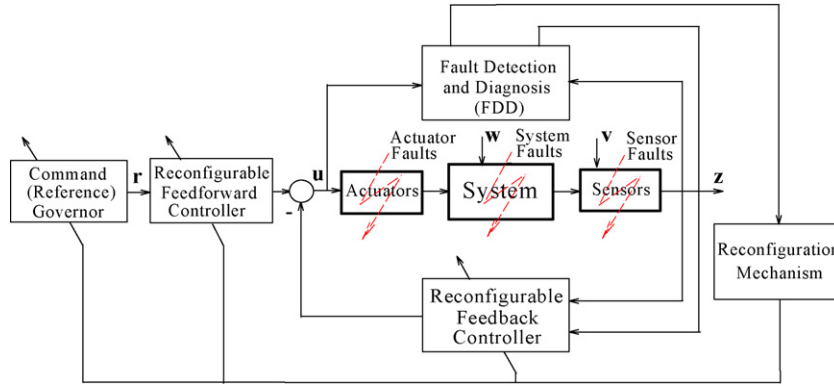 Fault Detection
and Diagnosis
(FDD)
Actuator
Faults
w
System
Faults
v
Sensor
Faults
Command
(Reference)
Governor
r
Reconfigurable
Feedforward
Controller
-
u
Actuators
System
Sensors
z
Reconfiguration
Mechanism
Reconfigurable
Feedback
Controller